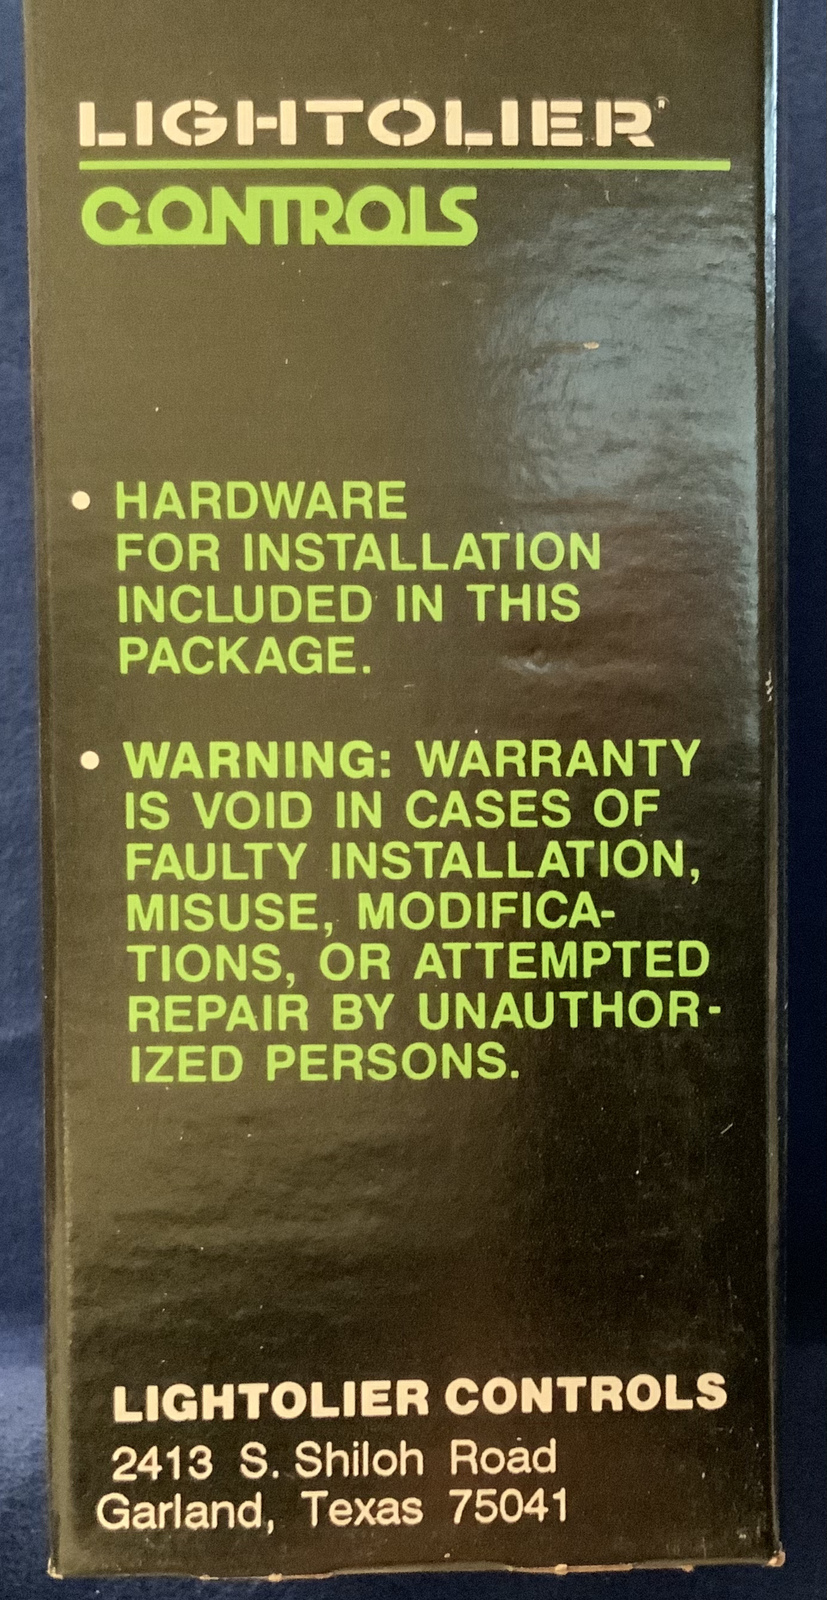 LIGHTOLIER®
CONTROLS
• HARDWARE
FOR INSTALLATION
INCLUDED IN THIS
PACKAGE.
• WARNING: WARRANTY
IS VOID IN CASES OF
FAULTY INSTALLATION,
MISUSE, MODIFICA-
TIONS, OR ATTEMPTED
REPAIR BY UNAUTHOR-
IZED PERSONS.
LIGHTOLIER CONTROLS
2413 S. Shiloh Road
Garland, Texas 75041